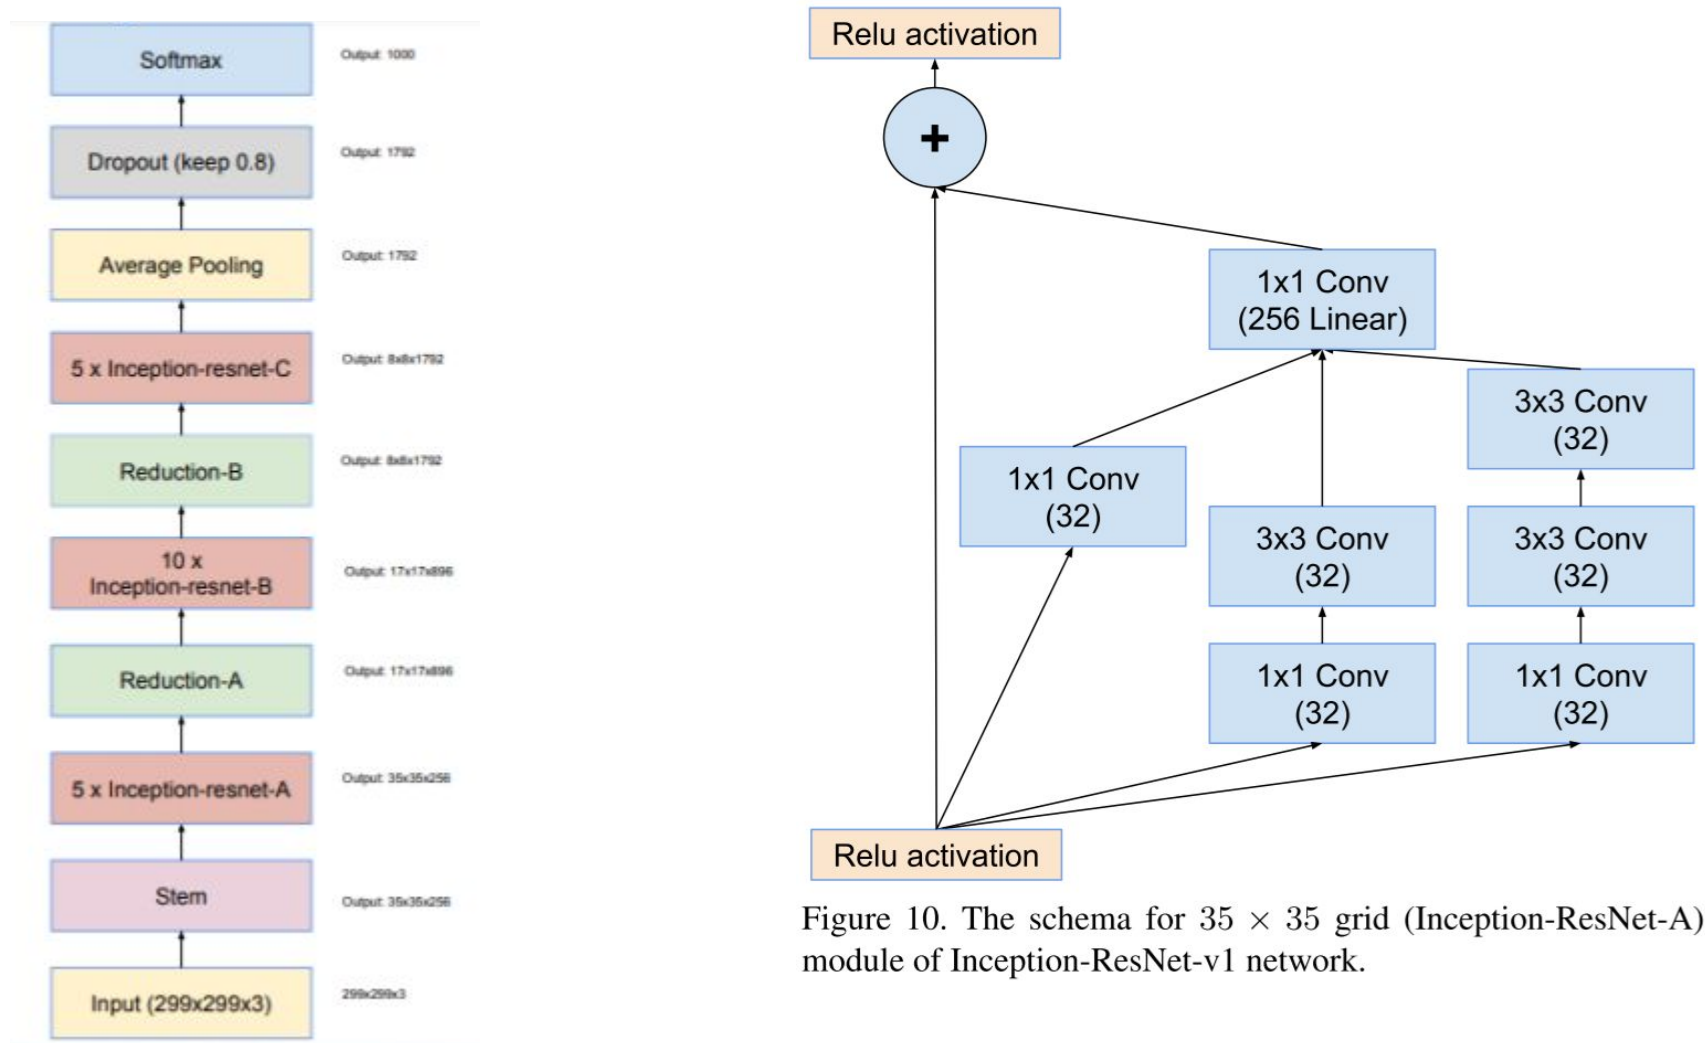 Softmax
Output: 1000
Dropout (keep 0.8)
Output: 1792
Average Pooling
Output: 1792
5 x Inception-resnet-C
Output: 8x8x1792
Reduction-B
Output: 8x8x1792
10 x
Inception-resnet-B
Output: 17x17x896
Reduction-A
Output: 17x17x896
5 x Inception-resnet-A
Output: 35x35x256
Stem
Output: 35x35x256
Input (299x299x3)
299x299x3
Relu activation
+
1x1 Conv
(256 Linear)
3x3 Conv
(32)
1x1 Conv
(32)
3x3 Conv
(32)
3x3 Conv
(32)
1x1 Conv
(32)
1x1 Conv
(32)
Relu activation
Figure 10. The schema for 35 × 35 grid (Inception-ResNet-A)
module of Inception-ResNet-v1 network.